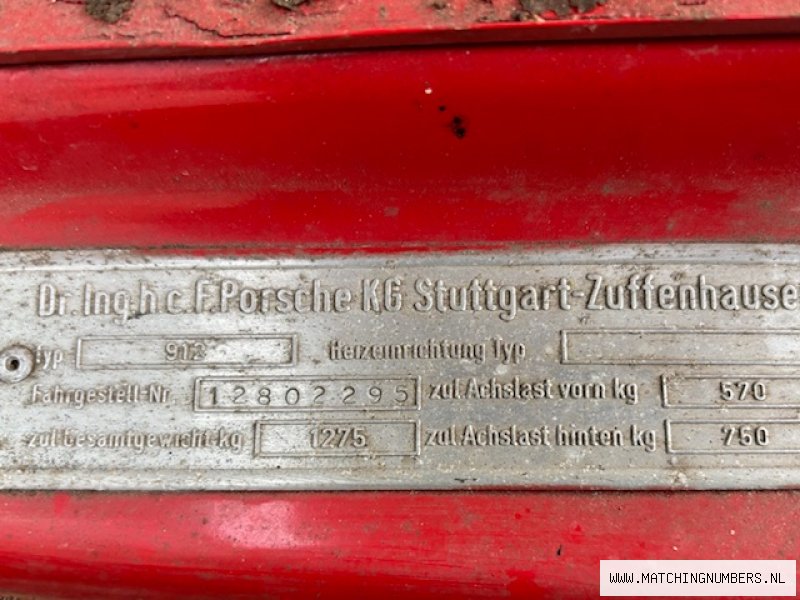 Dr. Ing. h. c. F. Porsche KG Stuttgart-Zuffenhause
Typ 912 Heizeinrichtung Typ
Fahrgestell-Nr. 12802295 zul. Achslast vorn kg 570
zul. Gesamtgewicht kg 1275 zul. Achslast hinten kg 750
WWW.MATCHINGNUMBERS.NL